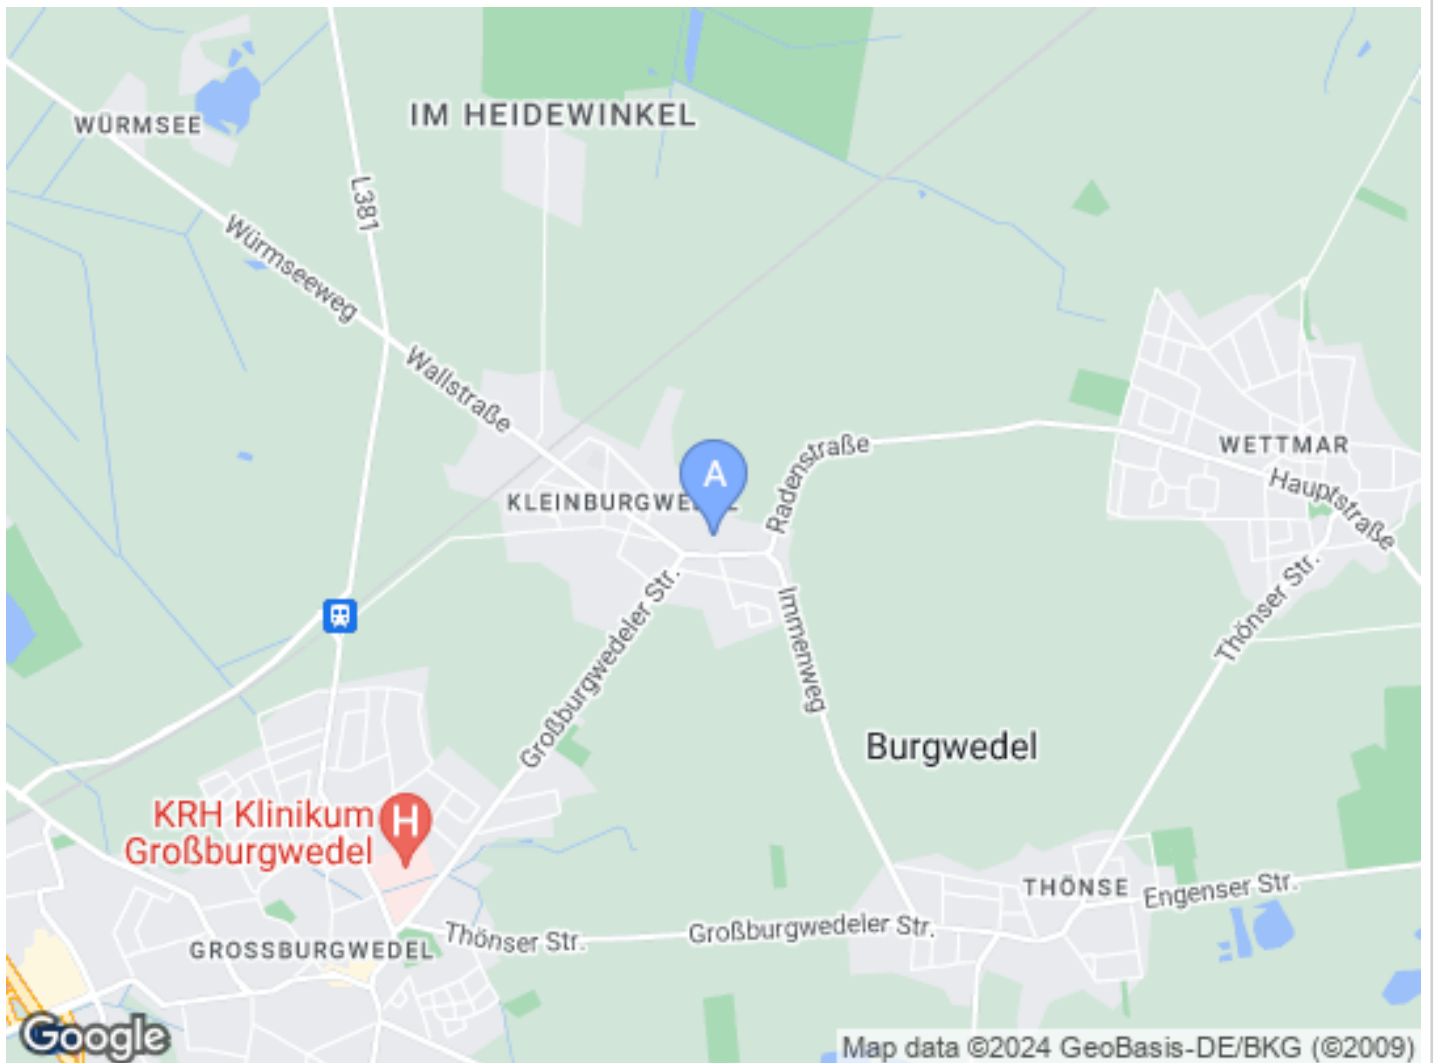 WÜRMSEE
IM HEIDEWINKEL
L381
Würmseeweg
Wallstraße
A
KLEINBURGWEDEL
Radenstraße
WETTMAR
Hauptstraße
Thönser Str.
Großburgwedeler Str.
Immenweg
Burgwedel
KRH Klinikum
Großburgwedel
H
THÖNSE
Engenser Str.
Großburgwedeler Str.
Thönser Str.
GROSSBURGWEDEL
Google
Map data ©2024 GeoBasis-DE/BKG (©2009)